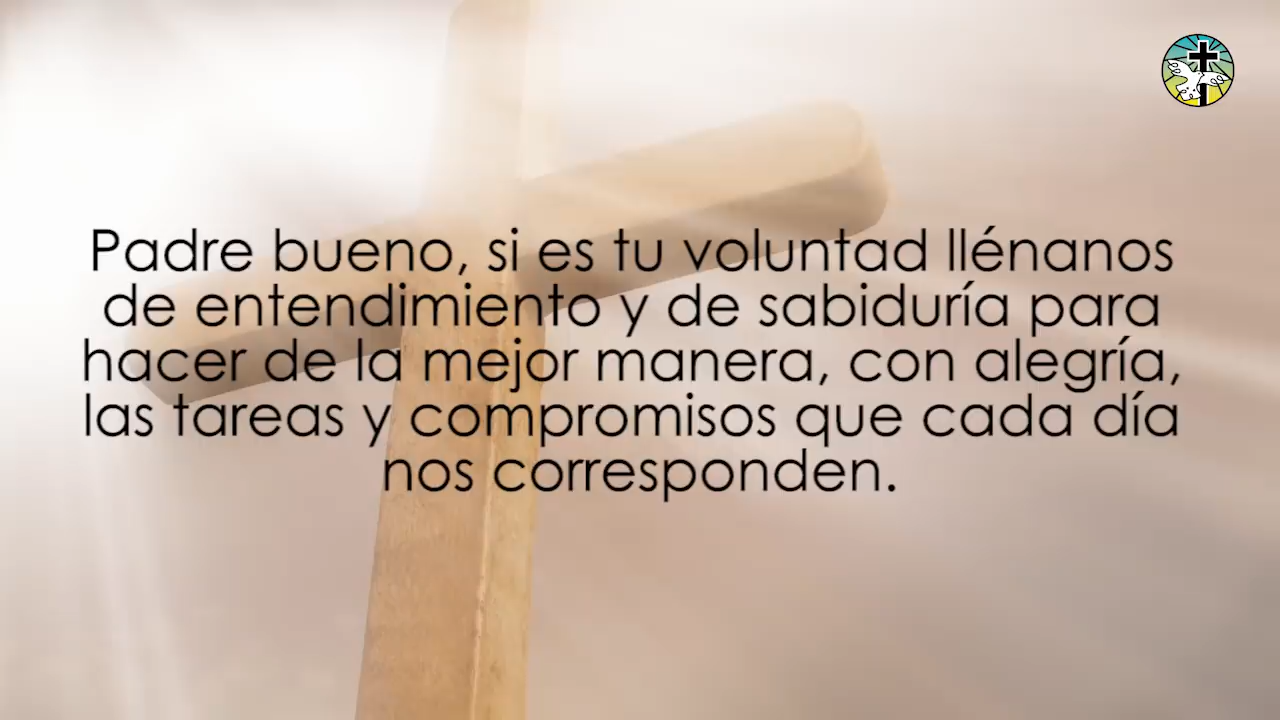 Padre bueno, si es tu voluntad llénanos
de entendimiento y de sabiduría para
hacer de la mejor manera, con alegría,
las tareas y compromisos que cada día
nos corresponden.